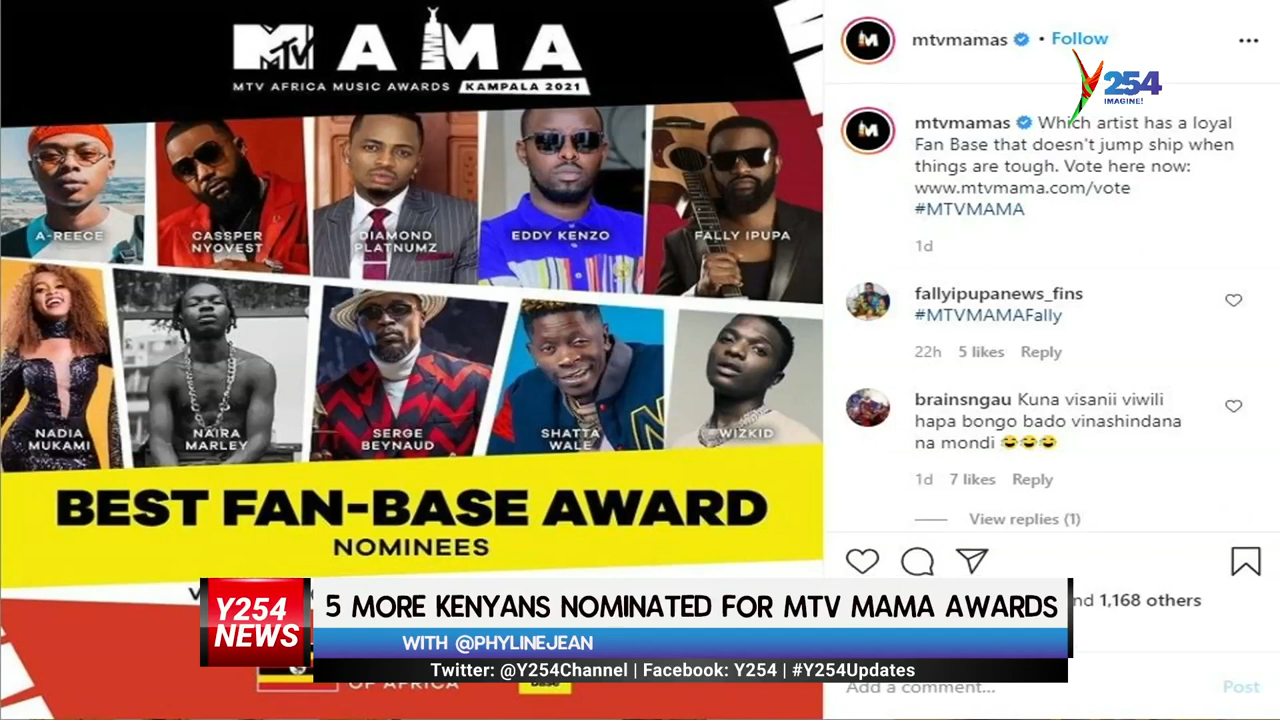 MTV MAMA
MTV AFRICA MUSIC AWARDS KAMPALA 2021
A-REECE
CASSPER
NYOVEST
DIAMOND
PLATNUMZ
EDDY KENZO
FALLY IPUPA
NADIA
MUKAMI
NAIRA
MARLEY
SERGE
BEYNAUD
SHATTA
WALE
WIZKID
BEST FAN-BASE AWARD
NOMINEES
mtvmamas • Follow
Y254
IMAGINE!
mtvmamas Which artist has a loyal
Fan Base that doesn't jump ship when
things are tough. Vote here now:
www.mtvmama.com/vote
#MTVMAMA
1d
fallyipupanews_fins
#MTVMAMAFally
22h 5 likes Reply
brainsngau Kuna visanii viwili
hapa bongo bado vinashindana
na mondi 😂😂😂
1d 7 likes Reply
View replies (1)
1,168 others
Add a comment...
Post
Y254
NEWS
5 MORE KENYANS NOMINATED FOR MTV MAMA AWARDS
WITH @PHYLINEJEAN
Twitter: @Y254Channel | Facebook: Y254 | #Y254Updates
OF AFRICA